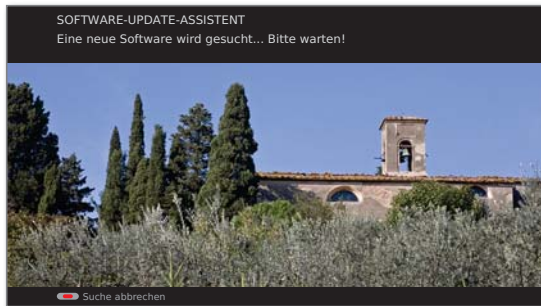 SOFTWARE-UPDATE-ASSISTENT
Eine neue Software wird gesucht... Bitte warten!
Suche abbrechen